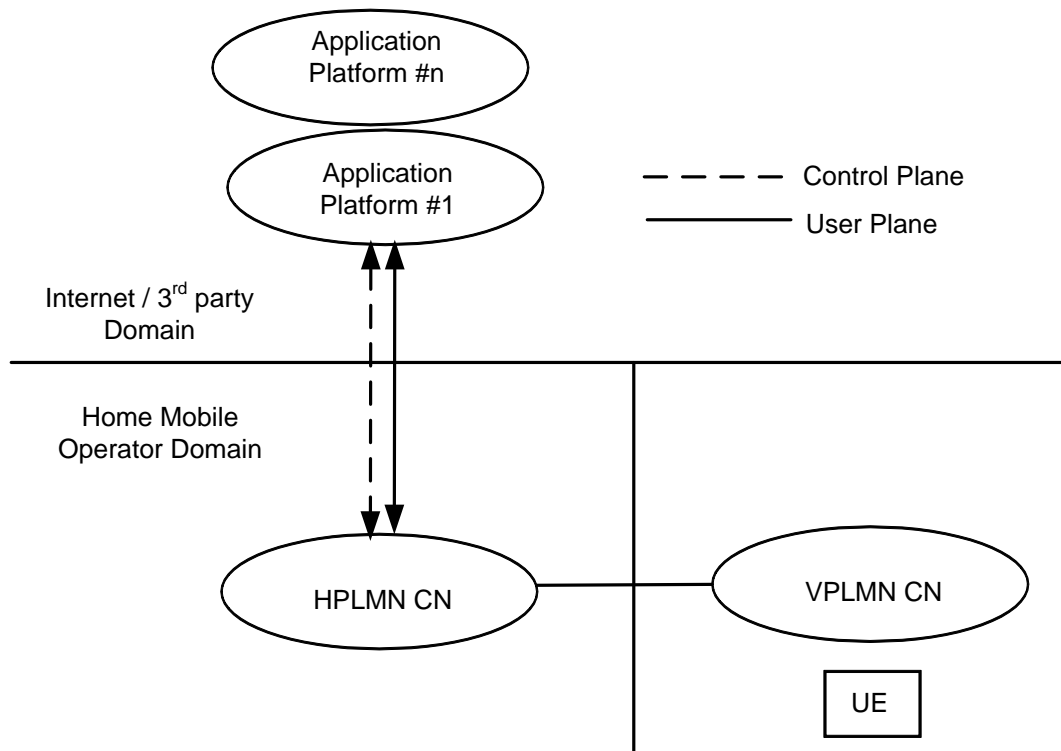 Application
Platform #n
Application
Platform #1
Control Plane
User Plane
Internet / 3rd party
Domain
Home Mobile
Operator Domain
HPLMN CN
VPLMN CN
UE